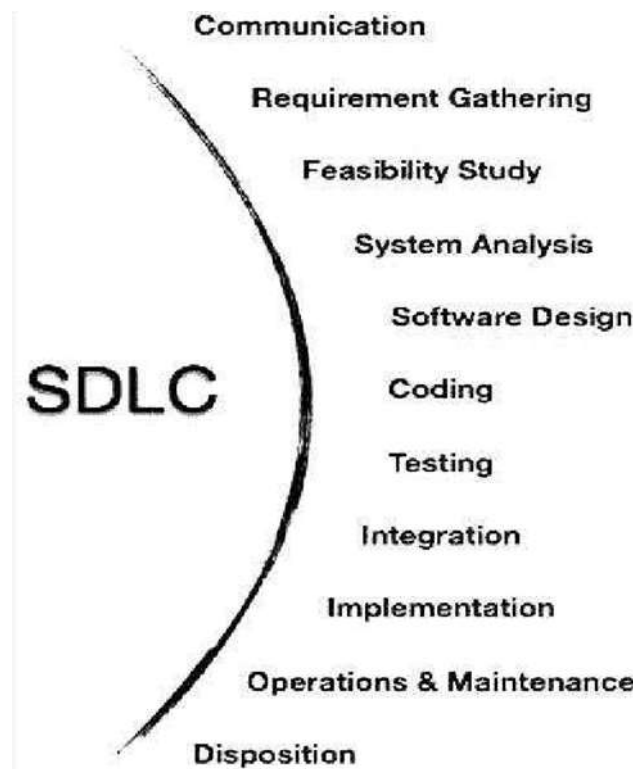 Communication
Requirement Gathering
Feasibility Study
System Analysis
Software Design
SDLC
Coding
Testing
Integration
Implementation
Operations & Maintenance
Disposition